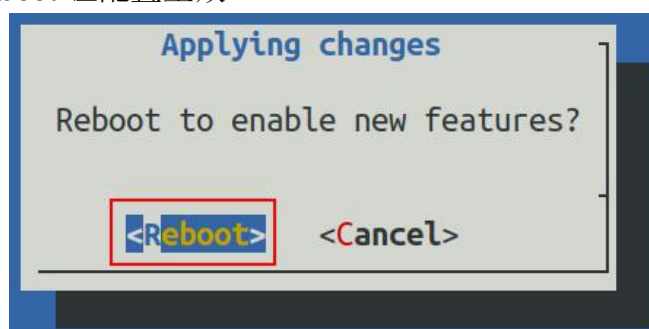 Applying changes
Reboot to enable new features?
<Reboot> <Cancel>